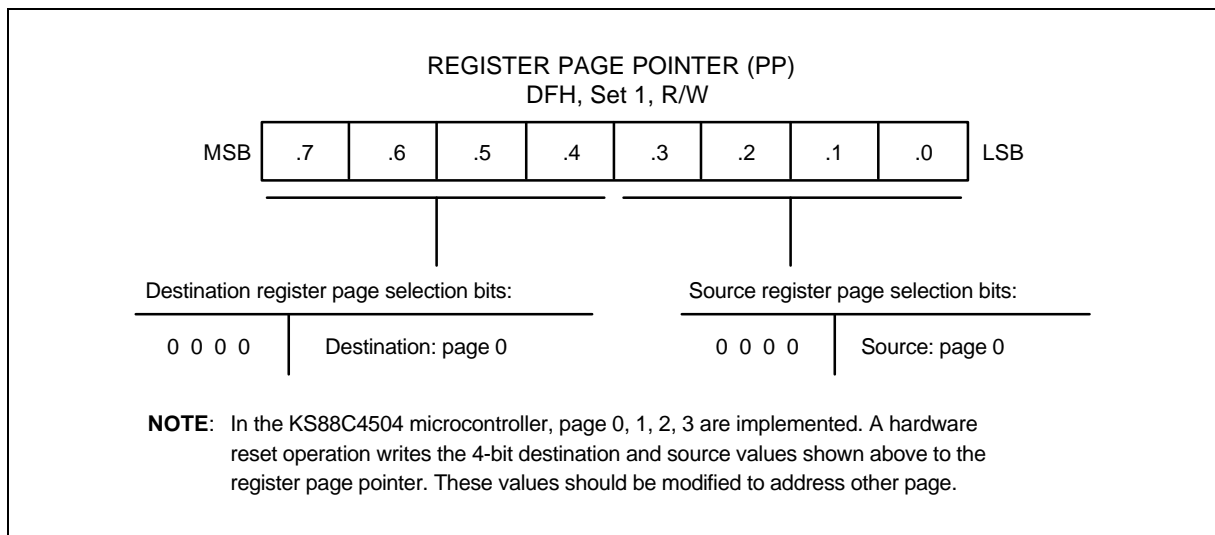 REGISTER PAGE POINTER (PP)
DFH, Set 1, R/W
MSB .7 .6 .5 .4 .3 .2 .1 .0 LSB
Destination register page selection bits:
0 0 0 0 Destination: page 0
Source register page selection bits:
0 0 0 0 Source: page 0
NOTE: In the KS88C4504 microcontroller, page 0, 1, 2, 3 are implemented. A hardware
reset operation writes the 4-bit destination and source values shown above to the
register page pointer. These values should be modified to address other page.